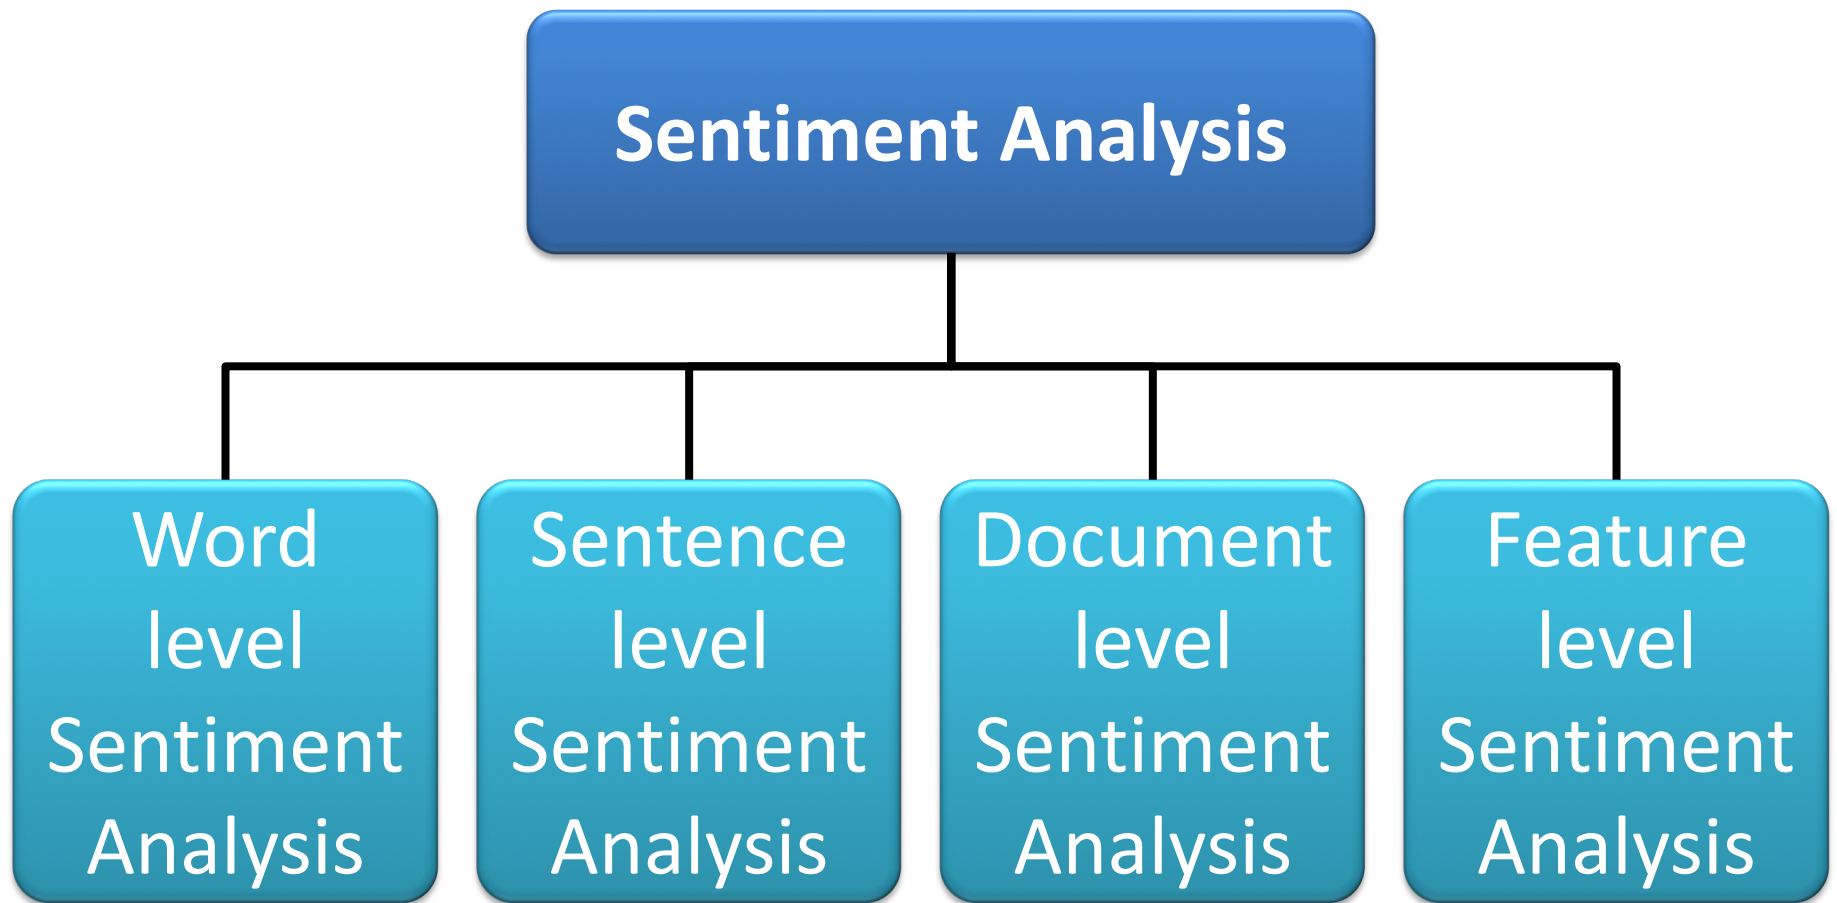 Sentiment Analysis
Word
level
Sentiment
Analysis
Sentence
level
Sentiment
Analysis
Document
level
Sentiment
Analysis
Feature
level
Sentiment
Analysis